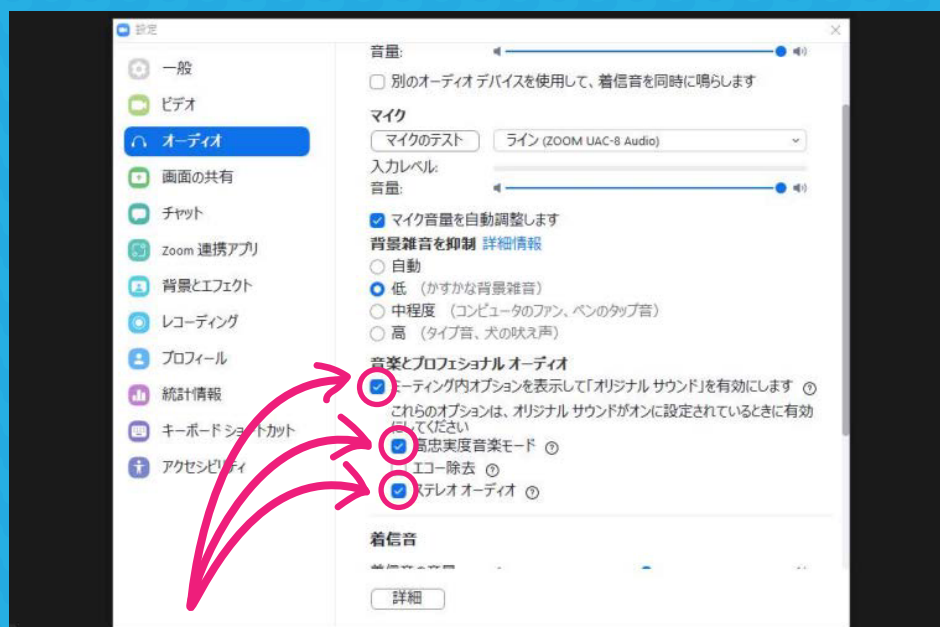 設定
一般
ビデオ
オーディオ
画面の共有
チャット
Zoom 連携アプリ
背景とエフェクト
レコーディング
プロフィール
統計情報
キーボード ショートカット
アクセシビリティ
音量:
別のオーディオ デバイスを使用して、着信音を同時に鳴らします
マイク
マイクのテスト
ライン (ZOOM UAC-8 Audio)
入力レベル:
音量:
マイク音量を自動調整します
背景雑音を抑制 詳細情報
自動
低 (かすかな背景雑音)
中程度 (コンピュータのファン、ペンのタップ音)
高 (タイプ音、犬の吠え声)
音楽とプロフェショナル オーディオ
ミーティング内オプションを表示して「オリジナル サウンド」を有効にします
これらのオプションは、オリジナル サウンドがオンに設定されているときに有効
にしてください
高忠実度音楽モード
エコー除去
ステレオ オーディオ
着信音
着信音の音量
詳細